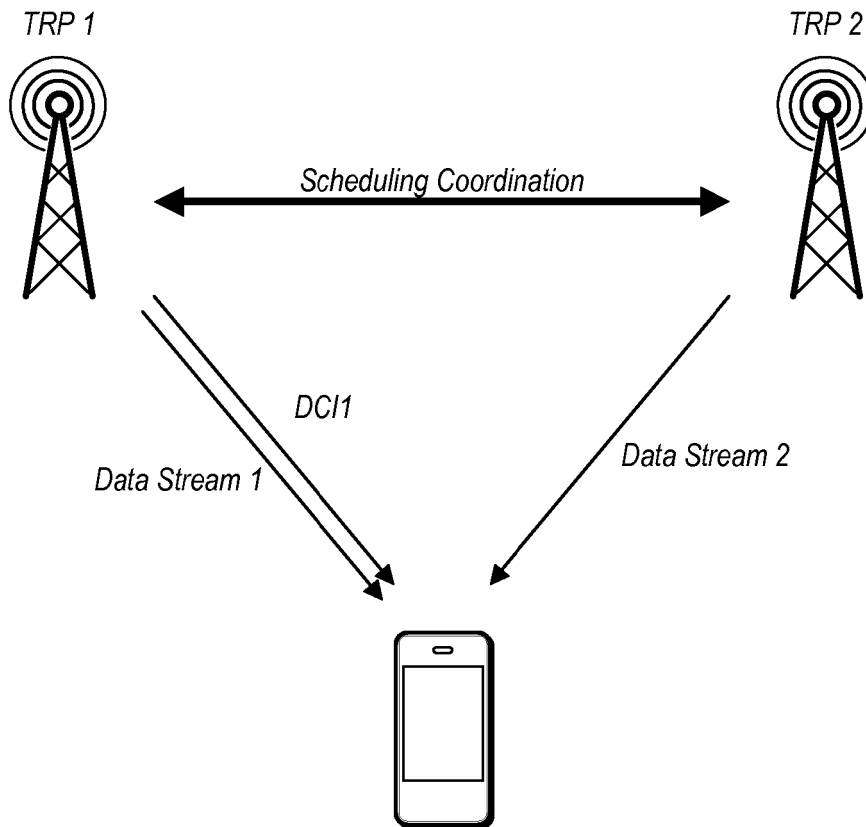 TRP 1
TRP 2
Scheduling Coordination
DCI1
Data Stream 1
Data Stream 2